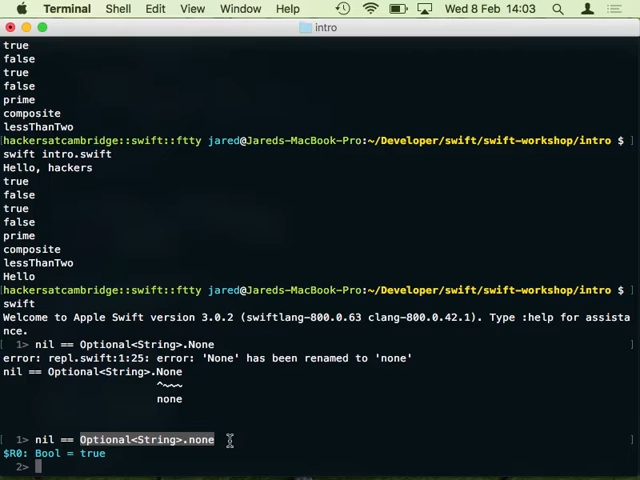 Terminal Shell Edit View Window Help Wed 8 Feb 14:03
intro
true
false
true
false
prime
composite
lessThanTwo
[hackersatcambridge::swift::ftty jared@Jareds-MacBook-Pro:~/Developer/swift/swift-workshop/intro $ ]
swift intro.swift
Hello, hackers
true
false
true
false
prime
composite
lessThanTwo
Hello
[hackersatcambridge::swift::ftty jared@Jareds-MacBook-Pro:~/Developer/swift/swift-workshop/intro $ ]
swift
Welcome to Apple Swift version 3.0.2 (swiftlang-800.0.63 clang-800.0.42.1). Type :help for assista
nce.
[ 1> nil == Optional<String>.None ]
error: repl.swift:1:25: error: 'None' has been renamed to 'none'
nil == Optional<String>.None
^~~~
none
[ 1> nil == Optional<String>.none ]
$R0: Bool = true
2>